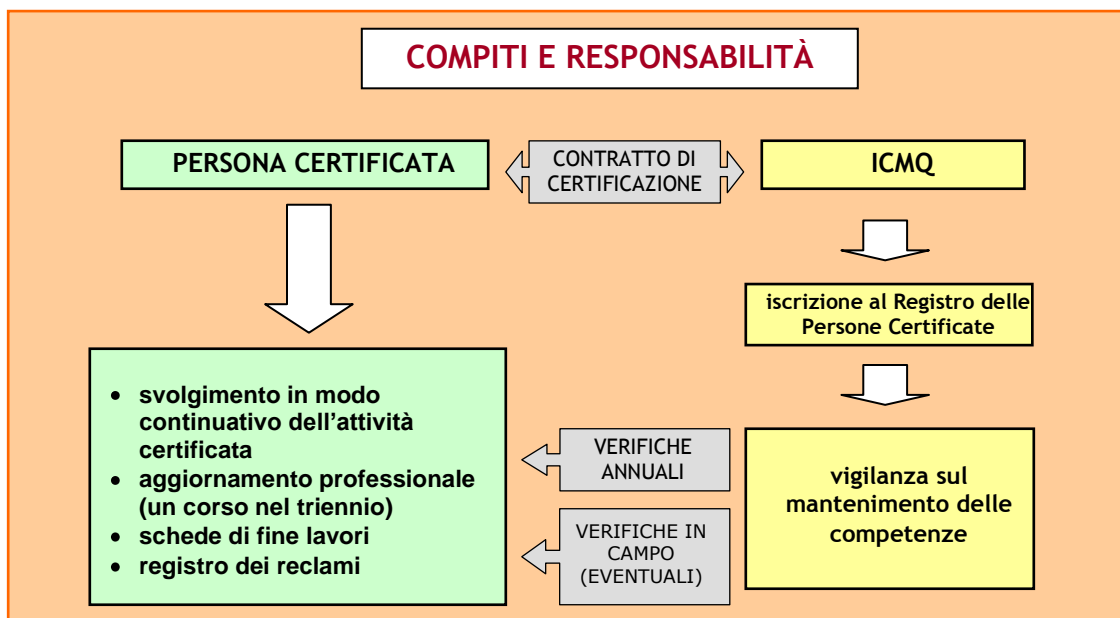 COMPITI E RESPONSABILITÀ
PERSONA CERTIFICATA
CONTRATTO DI
CERTIFICAZIONE
ICMQ
iscrizione al Registro delle
Persone Certificate
• svolgimento in modo
continuativo dell’attività
certificata
• aggiornamento professionale
(un corso nel triennio)
• schede di fine lavori
• registro dei reclami
VERIFICHE
ANNUALI
VERIFICHE IN
CAMPO
(EVENTUALI)
vigilanza sul
mantenimento delle
competenze